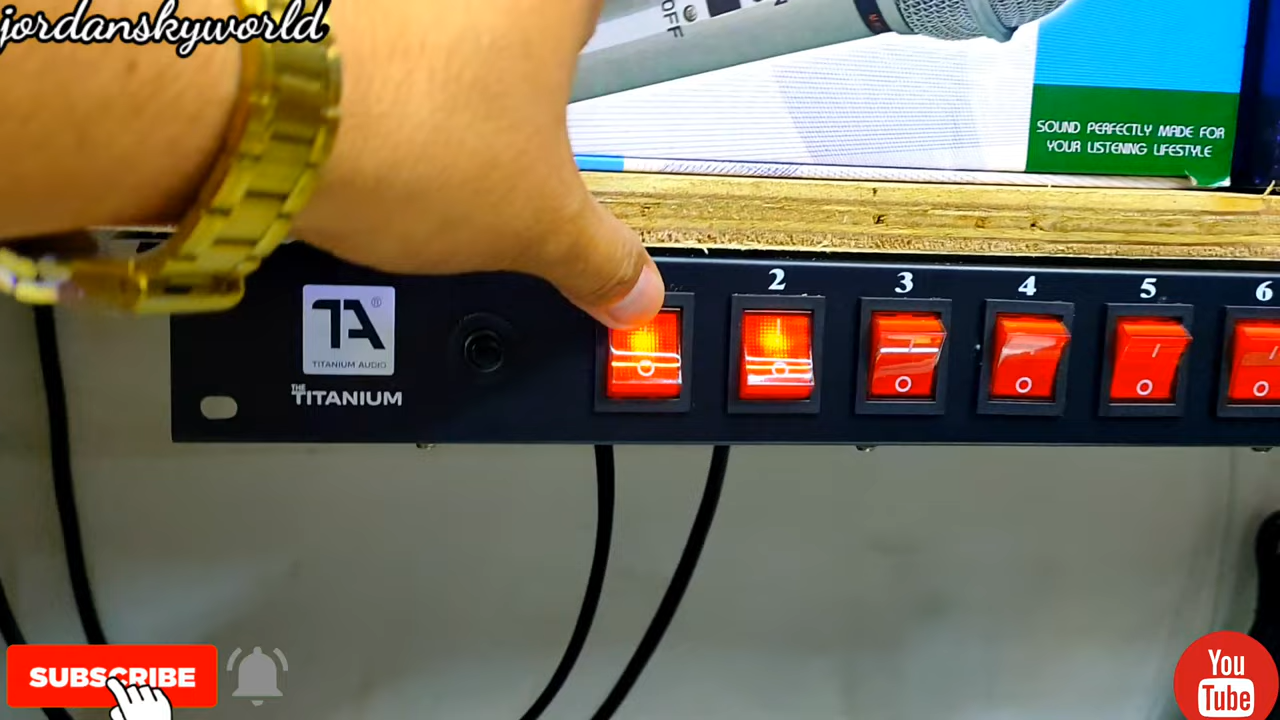 jordanskyworld
OFF
SOUND PERFECTLY MADE FOR
YOUR LISTENING LIFESTYLE
2 3 4 5 6
TA®
TITANIUM AUDIO
THE
TITANIUM
SUBSCRIBE
You
Tube